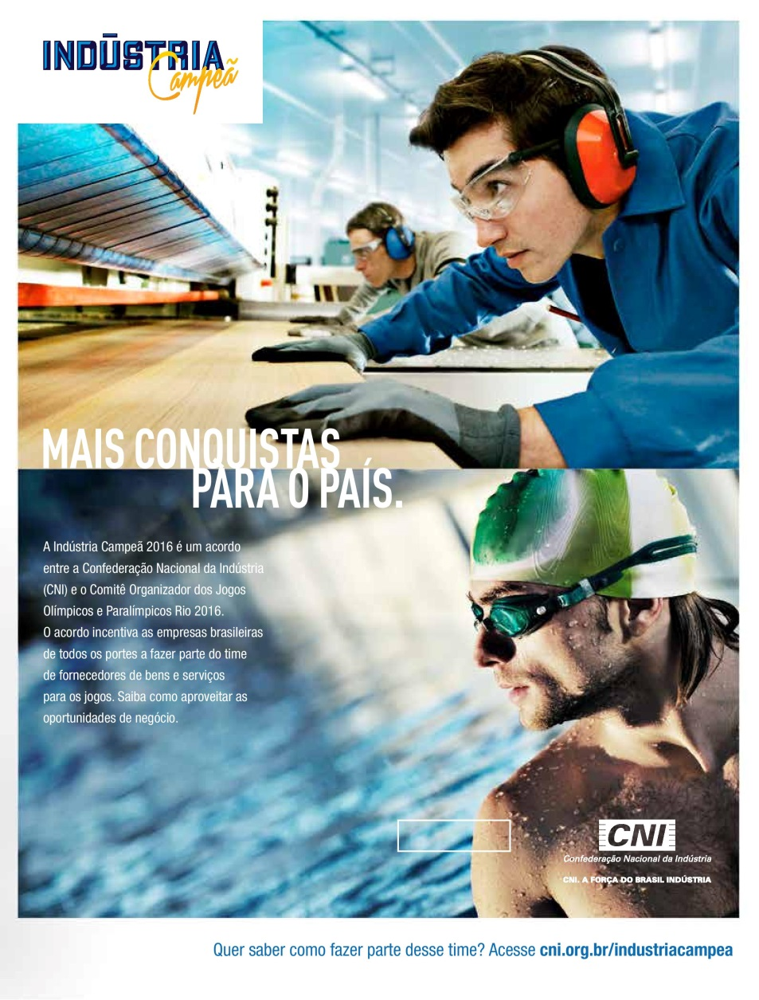 INDÚSTRIA
Campeã
MAIS CONQUISTAS
PARA O PAÍS.
A Indústria Campeã 2016 é um acordo
entre a Confederação Nacional da Indústria
(CNI) e o Comitê Organizador dos Jogos
Olímpicos e Paralímpicos Rio 2016.
O acordo incentiva as empresas brasileiras
de todos os portes a fazer parte do time
de fornecedores de bens e serviços
para os jogos. Saiba como aproveitar as
oportunidades de negócio.
CNI
Confederação Nacional da Indústria
CNI. A FORÇA DO BRASIL INDÚSTRIA
Quer saber como fazer parte desse time? Acesse cni.org.br/industriacampea